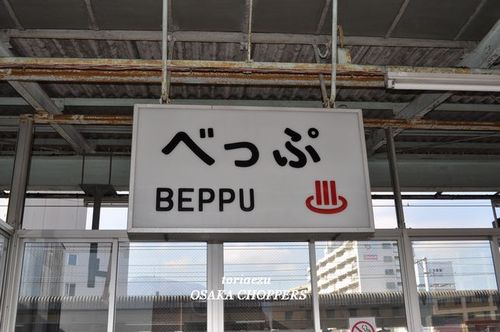 べっぷ
BEPPU
toriaezu
OSAKA CHOPPERS